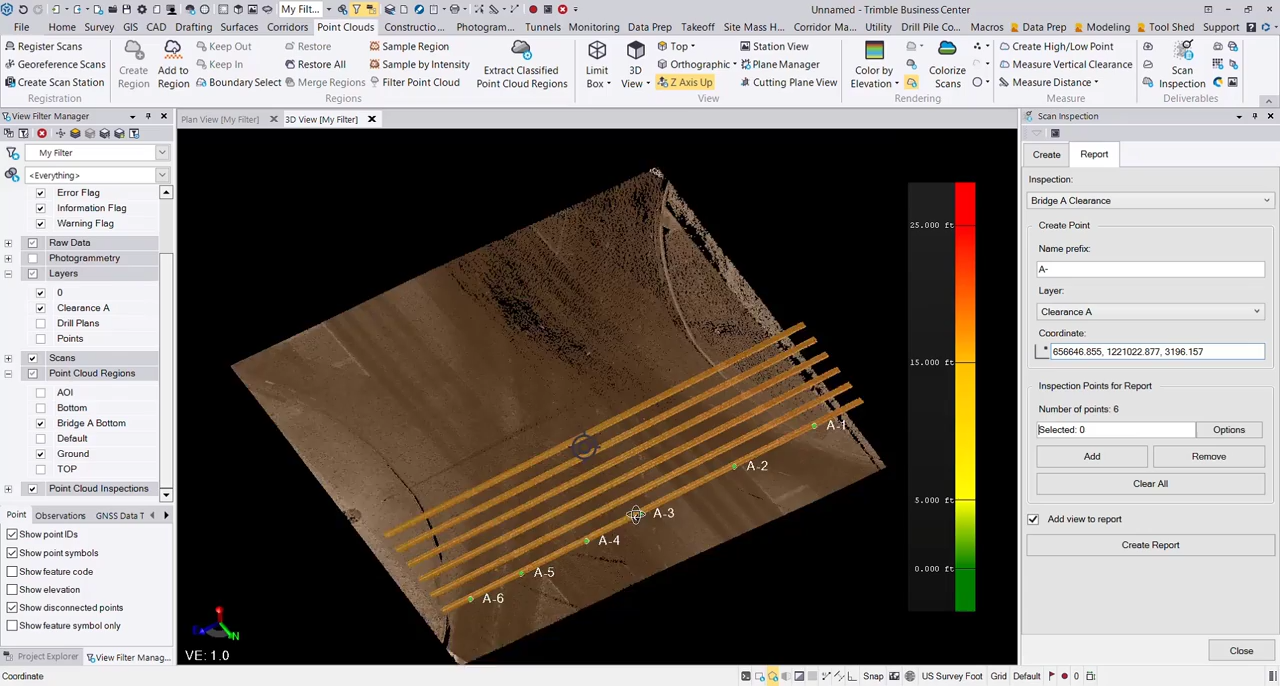 My Filt...
Unnamed - Trimble Business Center
File Home Survey GIS CAD Drafting Surfaces Corridors Point Clouds Constructio... Photogram... Tunnels Monitoring Data Prep Takeoff Site Mass H... Corridor Ma... Utility Drill Pile Co... Macros Data Prep Modeling Tool Shed Support
Register Scans
Georeference Scans
Create Scan Station
Registration
Create Region
Add to Region
Keep Out
Keep In
Boundary Select
Restore
Restore All
Merge Regions
Sample Region
Sample by Intensity
Filter Point Cloud
Extract Classified
Point Cloud Regions
Regions
Limit Box
3D View
Top
Orthographic
Z Axis Up
Station View
Plane Manager
Cutting Plane View
View
Color by Elevation
Colorize Scans
Rendering
Create High/Low Point
Measure Vertical Clearance
Measure Distance
Measure
Scan Inspection
Deliverables
View Filter Manager
My Filter
<Everything>
Error Flag
Information Flag
Warning Flag
Raw Data
Photogrammetry
Layers
0
Clearance A
Drill Plans
Points
Scans
Point Cloud Regions
AOI
Bottom
Bridge A Bottom
Default
Ground
TOP
Point Cloud Inspections
Point Observations GNSS Data T
Show point IDs
Show point symbols
Show feature code
Show elevation
Show disconnected points
Show feature symbol only
Project Explorer View Filter Manag...
Coordinate
Plan View [My Filter]
3D View [My Filter]
25.000 ft
15.000 ft
5.000 ft
0.000 ft
A-1
A-2
A-3
A-4
A-5
A-6
N
VE: 1.0
Scan Inspection
Create Report
Inspection:
Bridge A Clearance
Create Point
Name prefix:
A-
Layer:
Clearance A
Coordinate:
656646.855, 1221022.877, 3196.157
Inspection Points for Report
Number of points: 6
Selected: 0
Options
Add
Remove
Clear All
Add view to report
Create Report
Close
Snap US Survey Foot Grid Default 0